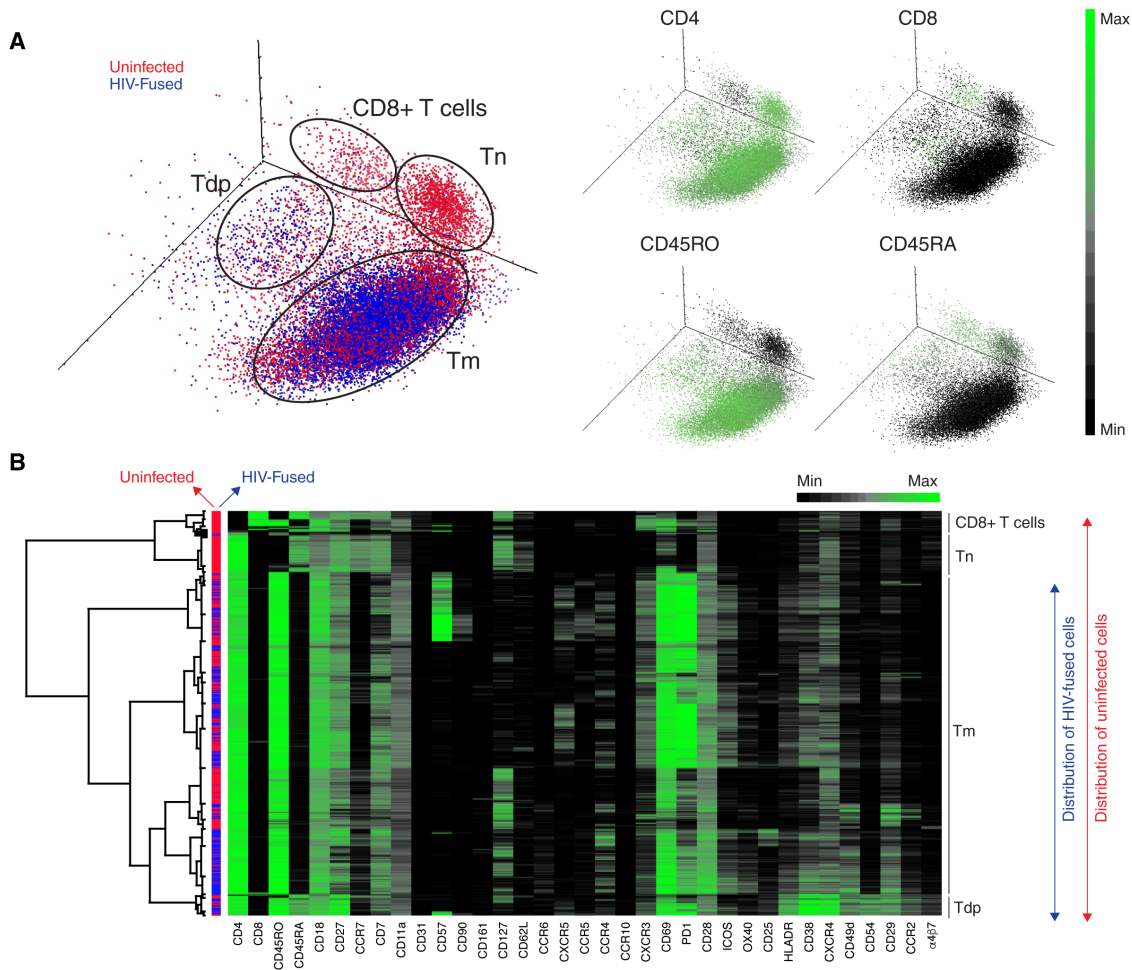 A
Uninfected
HIV-Fused
CD8+ T cells
Tn
Tdp
Tm
CD4
CD8
CD45RO
CD45RA
Max
Min
B
Uninfected
HIV-Fused
Min
Max
CD8+ T cells
Tn
Tm
Tdp
Distribution of HIV-fused cells
Distribution of uninfected cells
CD4
CD8
CD45RO
CD45RA
CD18
CD27
CCR7
CD7
CD11a
CD31
CD57
CD90
CD161
CD127
CD62L
CCR6
CXCR5
CCR5
CCR4
CCR10
CXCR3
CD69
PD1
CD28
ICOS
OX40
CD25
HLADR
CD38
CXCR4
CD49d
CD54
CD29
CCR2
α4β7